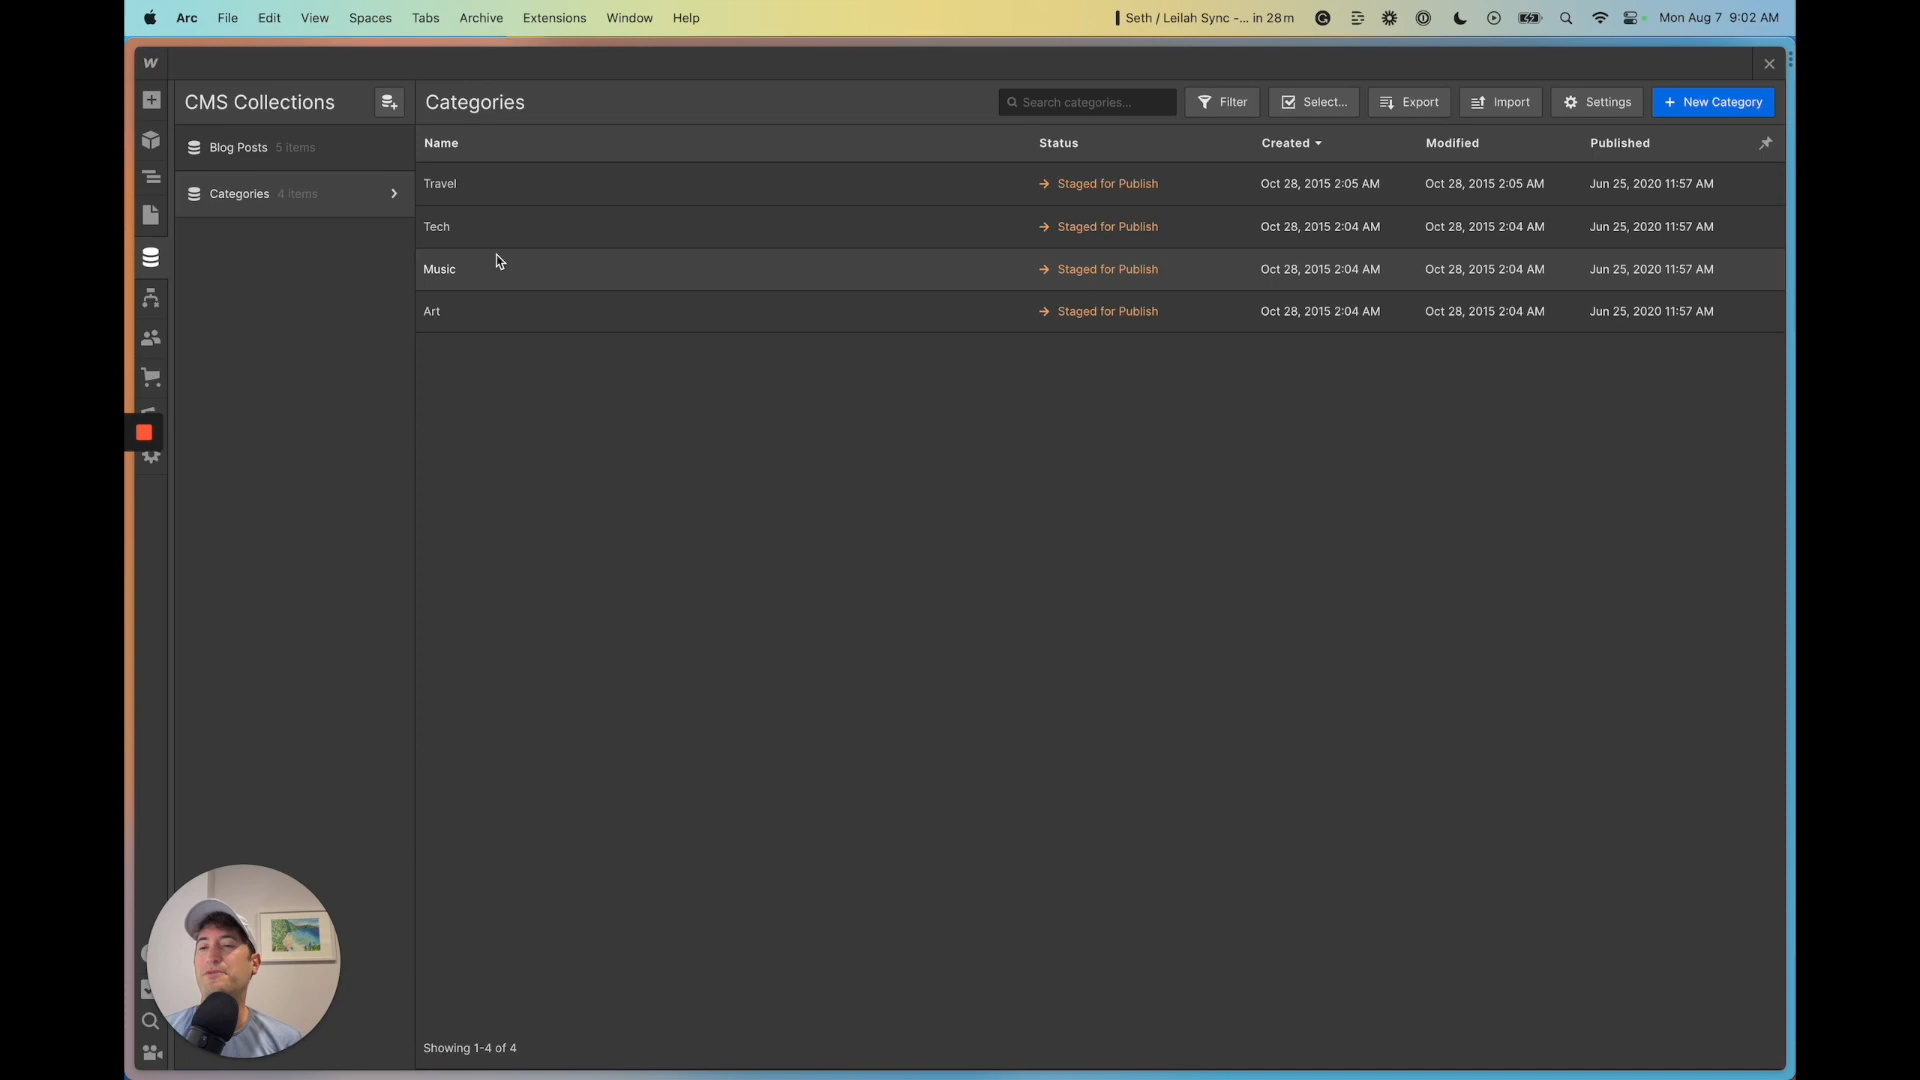 Arc File Edit View Spaces Tabs Archive Extensions Window Help Seth / Leilah Sync -... in 28m Mon Aug 7 9:02 AM
CMS Collections Categories Search categories... Filter Select... Export Import Settings + New Category
Name Status Created Modified Published
Blog Posts 5 items
Categories 4 items
Travel Staged for Publish Oct 28, 2015 2:05 AM Oct 28, 2015 2:05 AM Jun 25, 2020 11:57 AM
Tech Staged for Publish Oct 28, 2015 2:04 AM Oct 28, 2015 2:04 AM Jun 25, 2020 11:57 AM
Music Staged for Publish Oct 28, 2015 2:04 AM Oct 28, 2015 2:04 AM Jun 25, 2020 11:57 AM
Art Staged for Publish Oct 28, 2015 2:04 AM Oct 28, 2015 2:04 AM Jun 25, 2020 11:57 AM
Showing 1-4 of 4